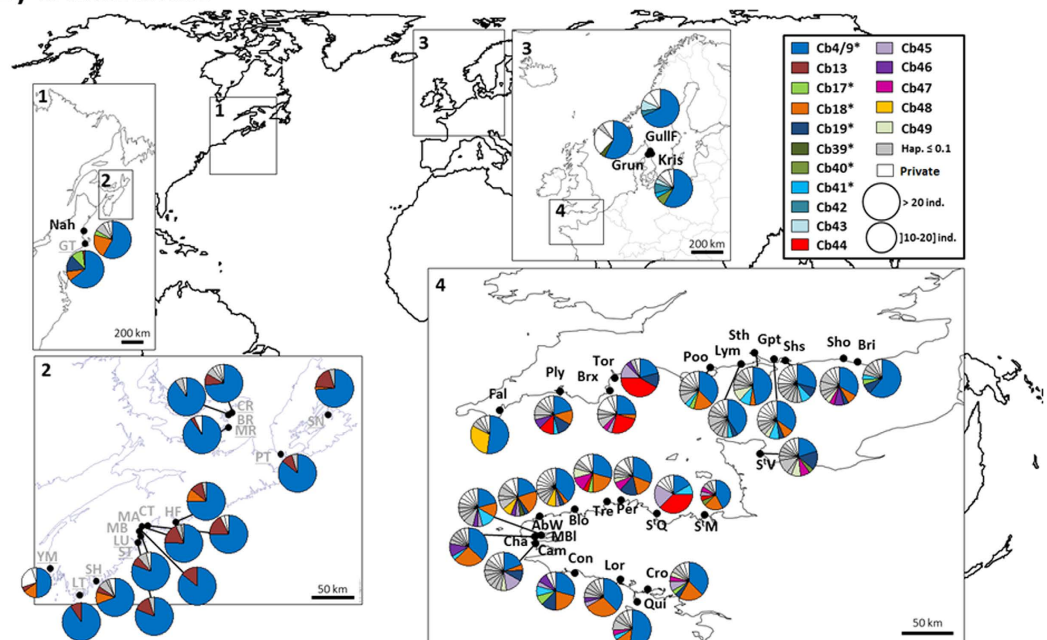 3
3
1
1
2
GullF
Kris
Grun
4
200 km
Nah
GT
200 km
Cb4/9*
Cb13
Cb17*
Cb18*
Cb19*
Cb39*
Cb40*
Cb41*
Cb42
Cb43
Cb44
Cb45
Cb46
Cb47
Cb48
Cb49
Hap. ≤ 0.1
Private
> 20 ind.
]10-20] ind.
2
CR
BR
MR
SN
PT
HF
CT
MA
MB
LU
YM
SH
LT
50 km
4
Fal
Ply
Brx
Tor
Poo
Lym
Sth
Gpt
Shs
Sho
Bri
StV
AbW
MBl
Cha
Cam
Blo
Tre
Per
StQ
StM
Con
Lor
Cro
Qui
50 km